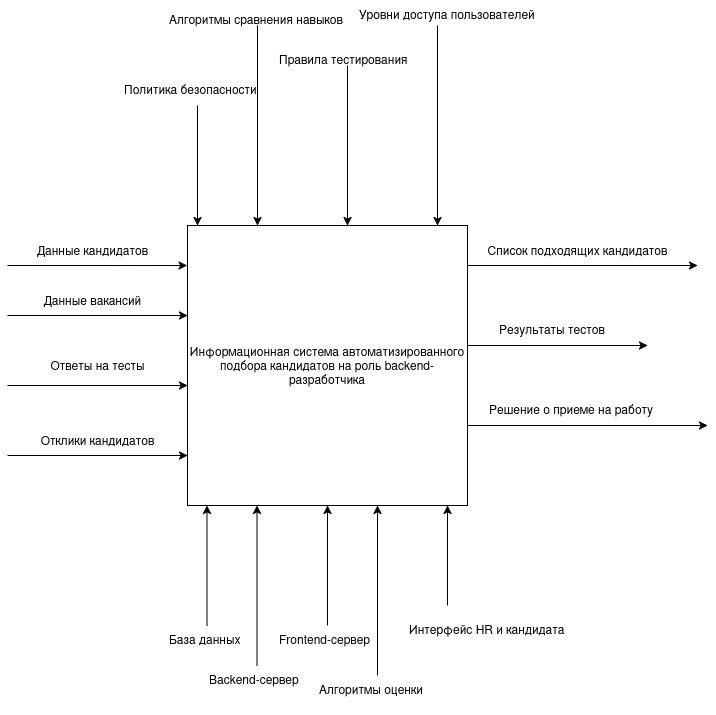 Уровни доступа пользователей
Алгоритмы сравнения навыков
Правила тестирования
Политика безопасности
Данные кандидатов
Данные вакансий
Ответы на тесты
Отклики кандидатов
Информационная система автоматизированного
подбора кандидатов на роль backend-
разработчика
Список подходящих кандидатов
Результаты тестов
Решение о приеме на работу
База данных
Backend-сервер
Frontend-сервер
Алгоритмы оценки
Интерфейс HR и кандидата